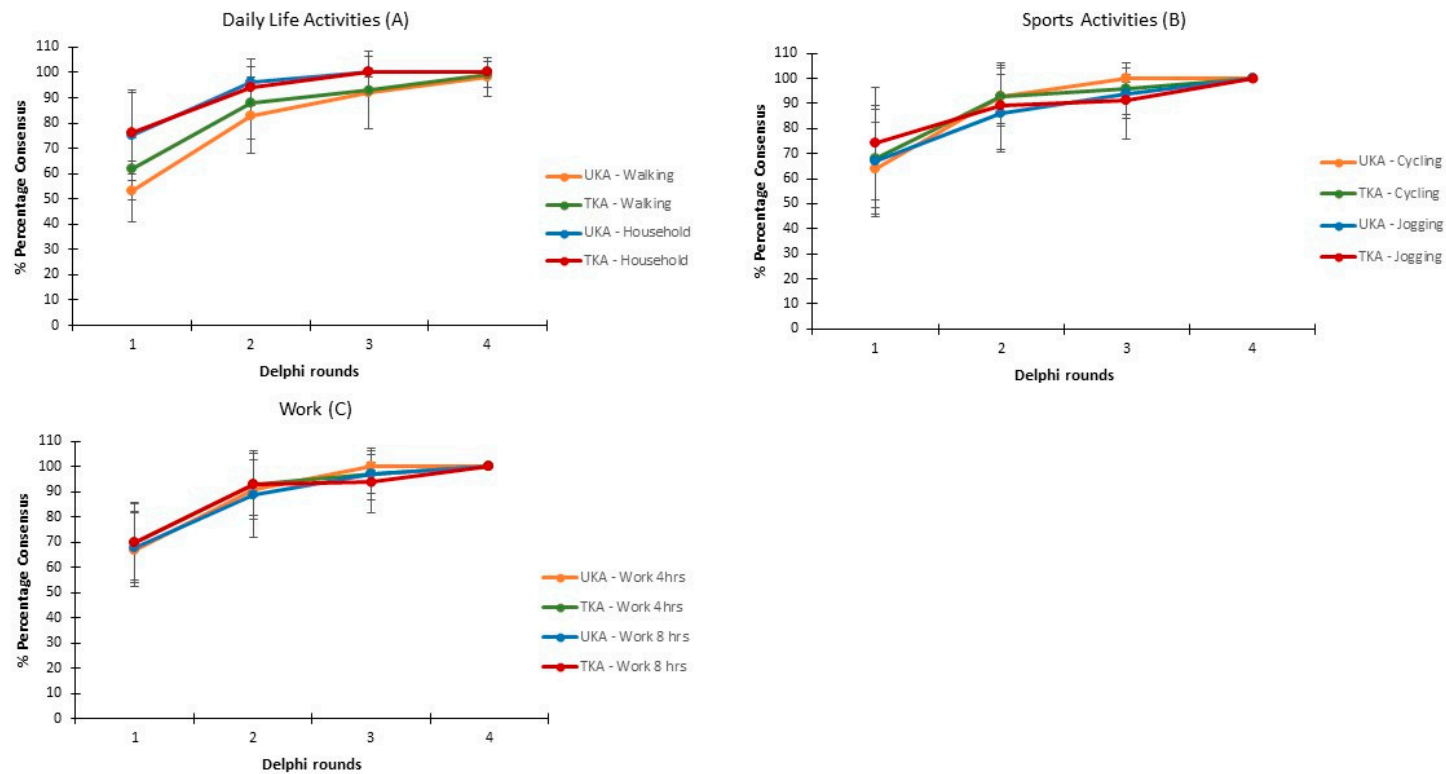 Daily Life Activities (A)
% Percentage Consensus
110
100
90
80
70
60
50
40
30
20
10
0
1 2 3 4
Delphi rounds
UKA - Walking
TKA - Walking
UKA - Household
TKA - Household
Sports Activities (B)
% Percentage Consensus
110
100
90
80
70
60
50
40
30
20
10
0
1 2 3 4
Delphi rounds
UKA - Cycling
TKA - Cycling
UKA - Jogging
TKA - Jogging
Work (C)
% Percentage Consensus
110
100
90
80
70
60
50
40
30
20
10
0
1 2 3 4
Delphi rounds
UKA - Work 4hrs
TKA - Work 4hrs
UKA - Work 8 hrs
TKA - Work 8 hrs